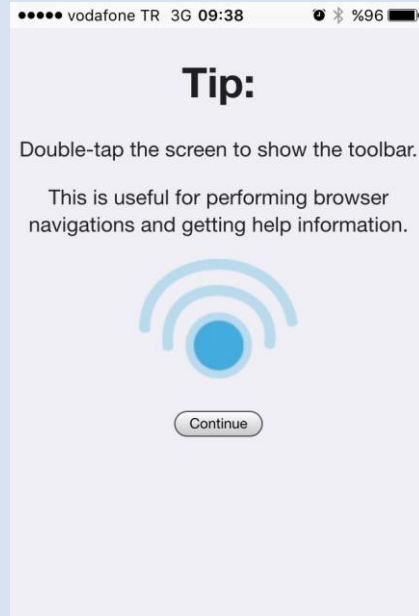 vodafone TR 3G 09:38 %96
Tip:
Double-tap the screen to show the toolbar.
This is useful for performing browser
navigations and getting help information.
Continue